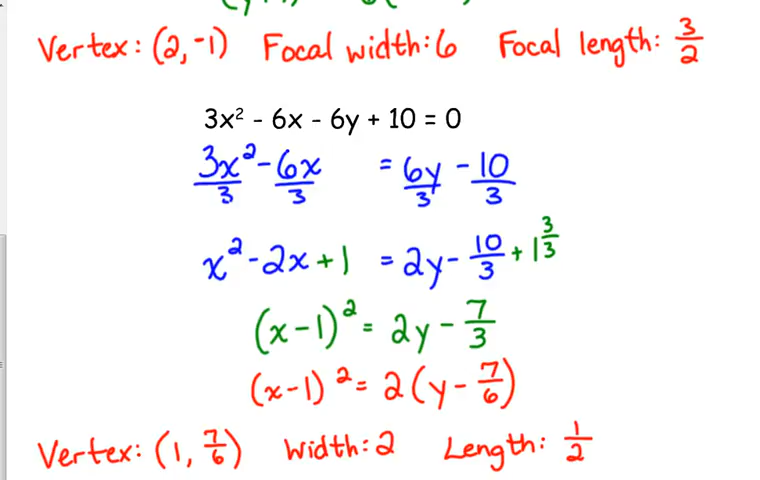 Vertex: (2, -1) Focal width: 6 Focal length: 3/2
3x² - 6x - 6y + 10 = 0
3x²/3 - 6x/3 = 6y/3 - 10/3
x² - 2x + 1 = 2y - 10/3 + 1 3/3
(x - 1)² = 2y - 7/3
(x - 1)² = 2(y - 7/6)
Vertex: (1, 7/6) Width: 2 Length: 1/2